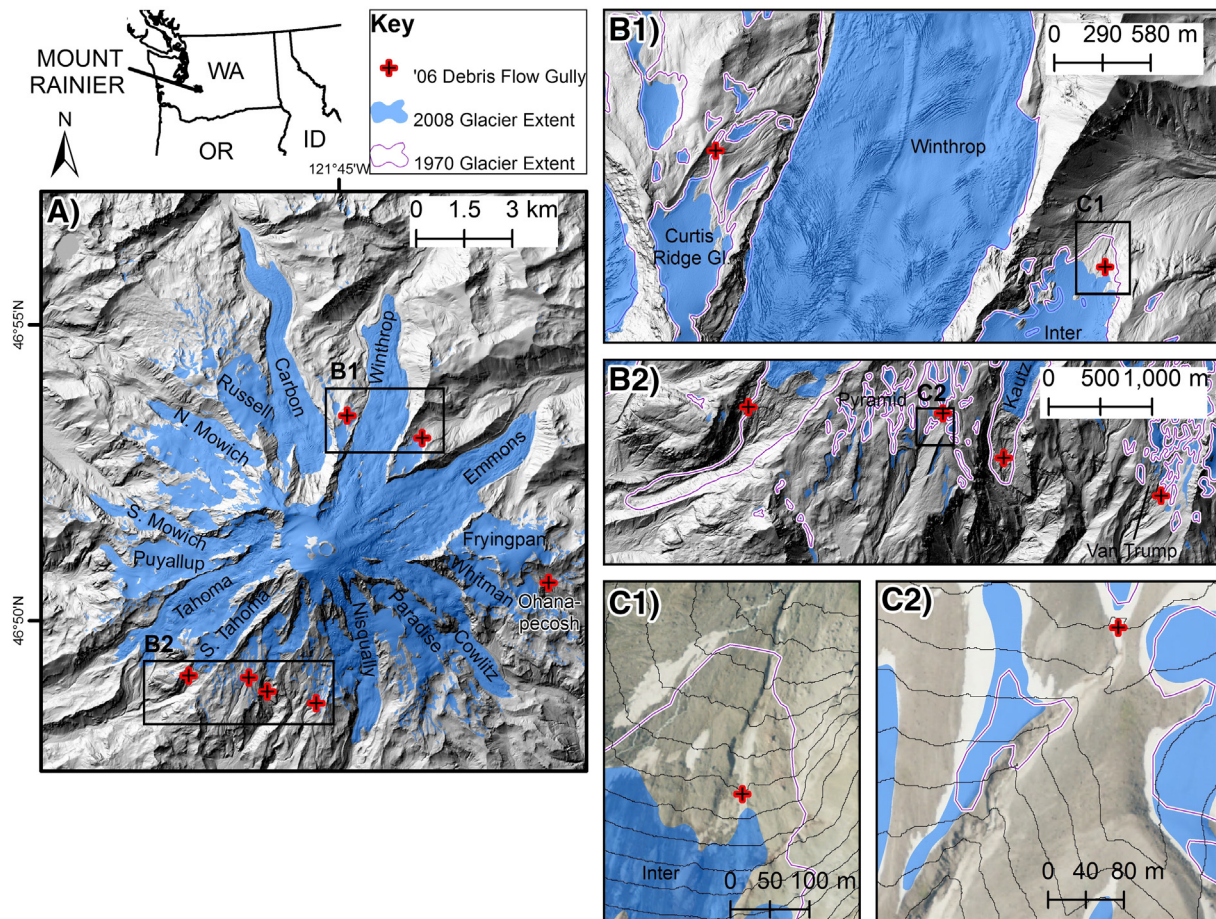 MOUNT
RAINIER
WA
OR
ID
N
121°45'W
Key
'06 Debris Flow Gully
2008 Glacier Extent
1970 Glacier Extent
A)
0 1.5 3 km
46°55'N
46°50'N
B1
Winthrop
Carbon
Russell
N. Mowich
S. Mowich
Puyallup
Tahoma
S. Tahoma
Nisqually
Paradise
Cowlitz
Whitman
Fryingpan
Emmons
Ohana-
pecosh
B2
B1)
0 290 580 m
Winthrop
Curtis
Ridge Gl.
C1
Inter
B2)
0 500 1,000 m
Pyramid
C2
Kautz
Van Trump
C1)
Inter
0 50 100 m
C2)
0 40 80 m